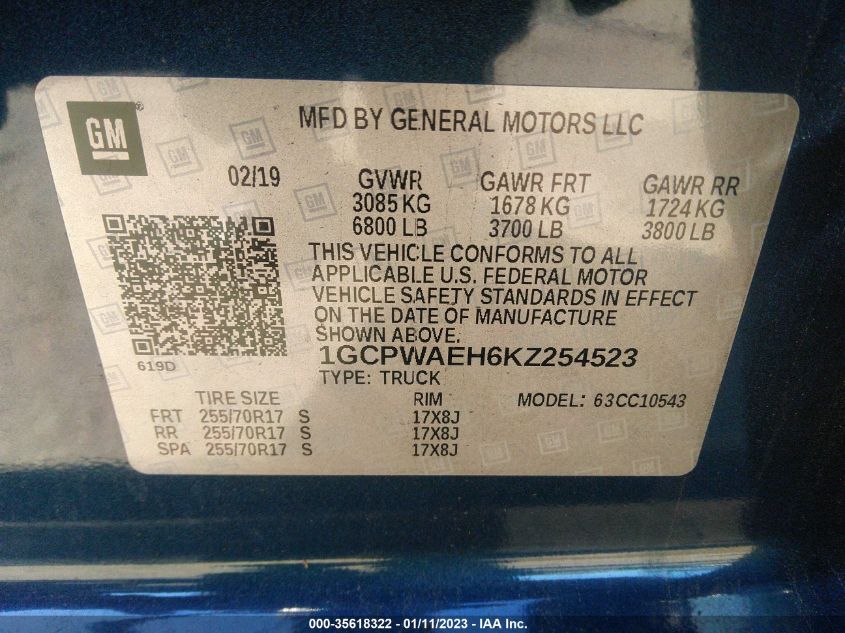 GM
MFD BY GENERAL MOTORS LLC
02/19 GVWR GAWR FRT GAWR RR
3085 KG 1678 KG 1724 KG
6800 LB 3700 LB 3800 LB
THIS VEHICLE CONFORMS TO ALL
APPLICABLE U.S. FEDERAL MOTOR
VEHICLE SAFETY STANDARDS IN EFFECT
ON THE DATE OF MANUFACTURE
SHOWN ABOVE.
619D
1GCPWAEH6KZ254523
TYPE: TRUCK
TIRE SIZE RIM MODEL: 63CC10543
FRT 255/70R17 S 17X8J
RR 255/70R17 S 17X8J
SPA 255/70R17 S 17X8J
000-35618322 - 01/11/2023 - IAA Inc.